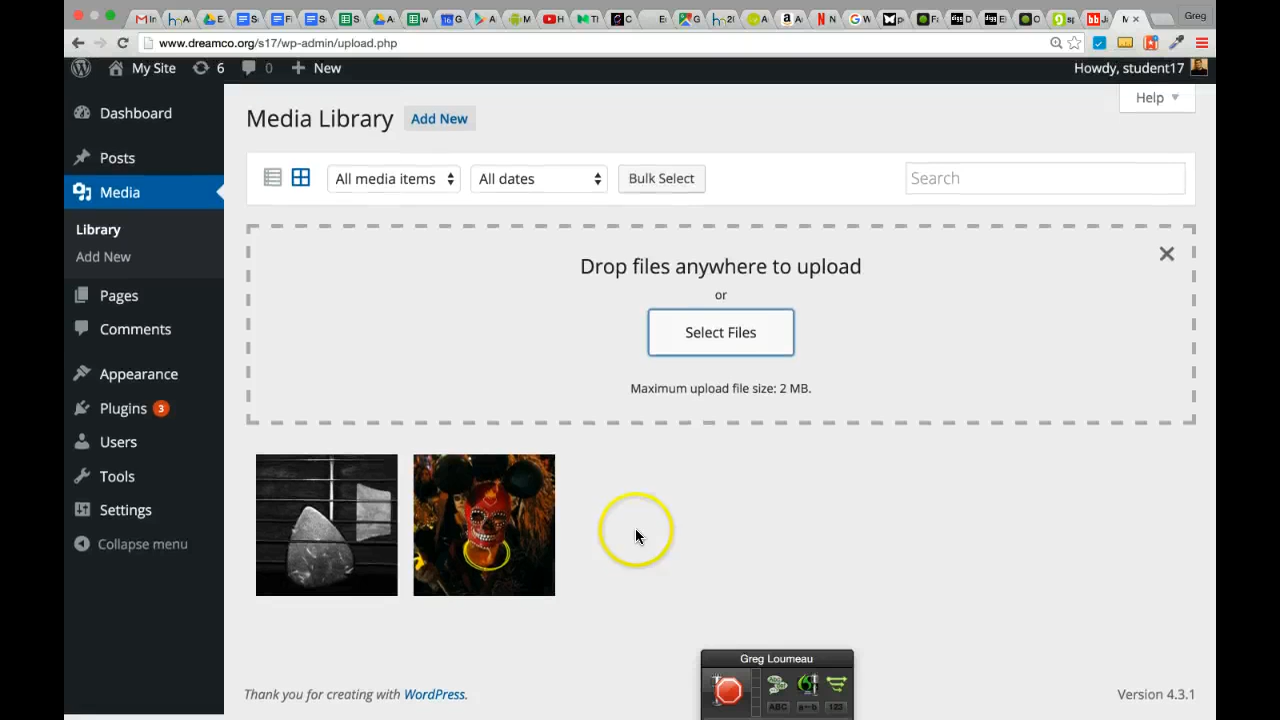 Greg
www.dreamco.org/s17/wp-admin/upload.php
My Site 6 0 New Howdy, student17
Help
Dashboard
Posts
Media
Library
Add New
Pages
Comments
Appearance
Plugins 3
Users
Tools
Settings
Collapse menu
Media Library Add New
All media items All dates Bulk Select Search
Drop files anywhere to upload
or
Select Files
Maximum upload file size: 2 MB.
Greg Loumeau
ABC a↔b 123
Thank you for creating with WordPress. Version 4.3.1